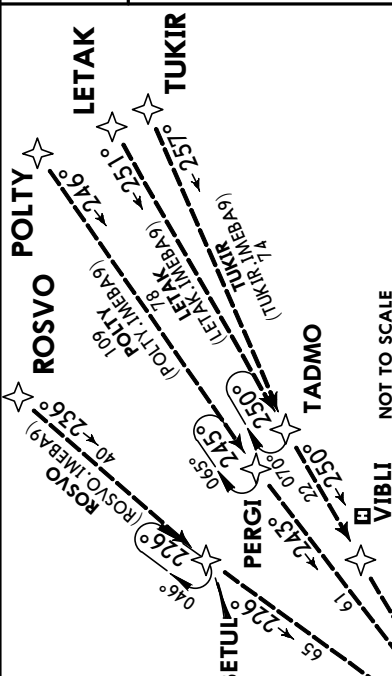 TUKIR
LETAK
POLTY
ROSVO
257°
TUKIR
(TUKIR.IMEBA9)
74
251°
LETAK
(LETAK.IMEBA9)
78
246°
POLTY
(POLTY.IMEBA9)
109
236°
40
ROSVO
(ROSVO.IMEBA9)
250°
070°
TADMO
245°
065°
PERGI
226°
046°
ETUL
250°
22
VIBLI
H
243°
61
226°
65
NOT TO SCALE